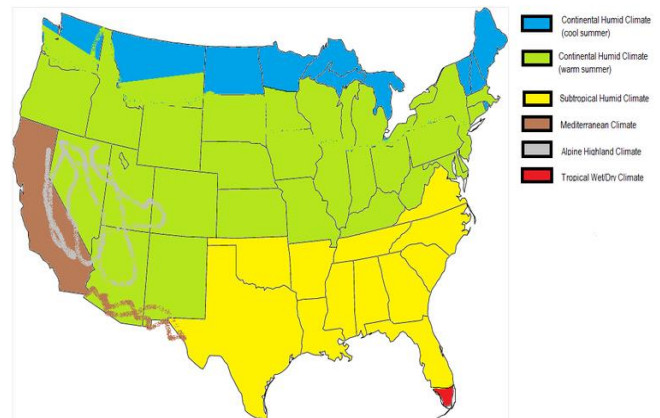 Continental Humid Climate
(cool summer)
Continental Humid Climate
(warm summer)
Subtropical Humid Climate
Mediterranean Climate
Alpine Highland Climate
Tropical Wet/Dry Climate